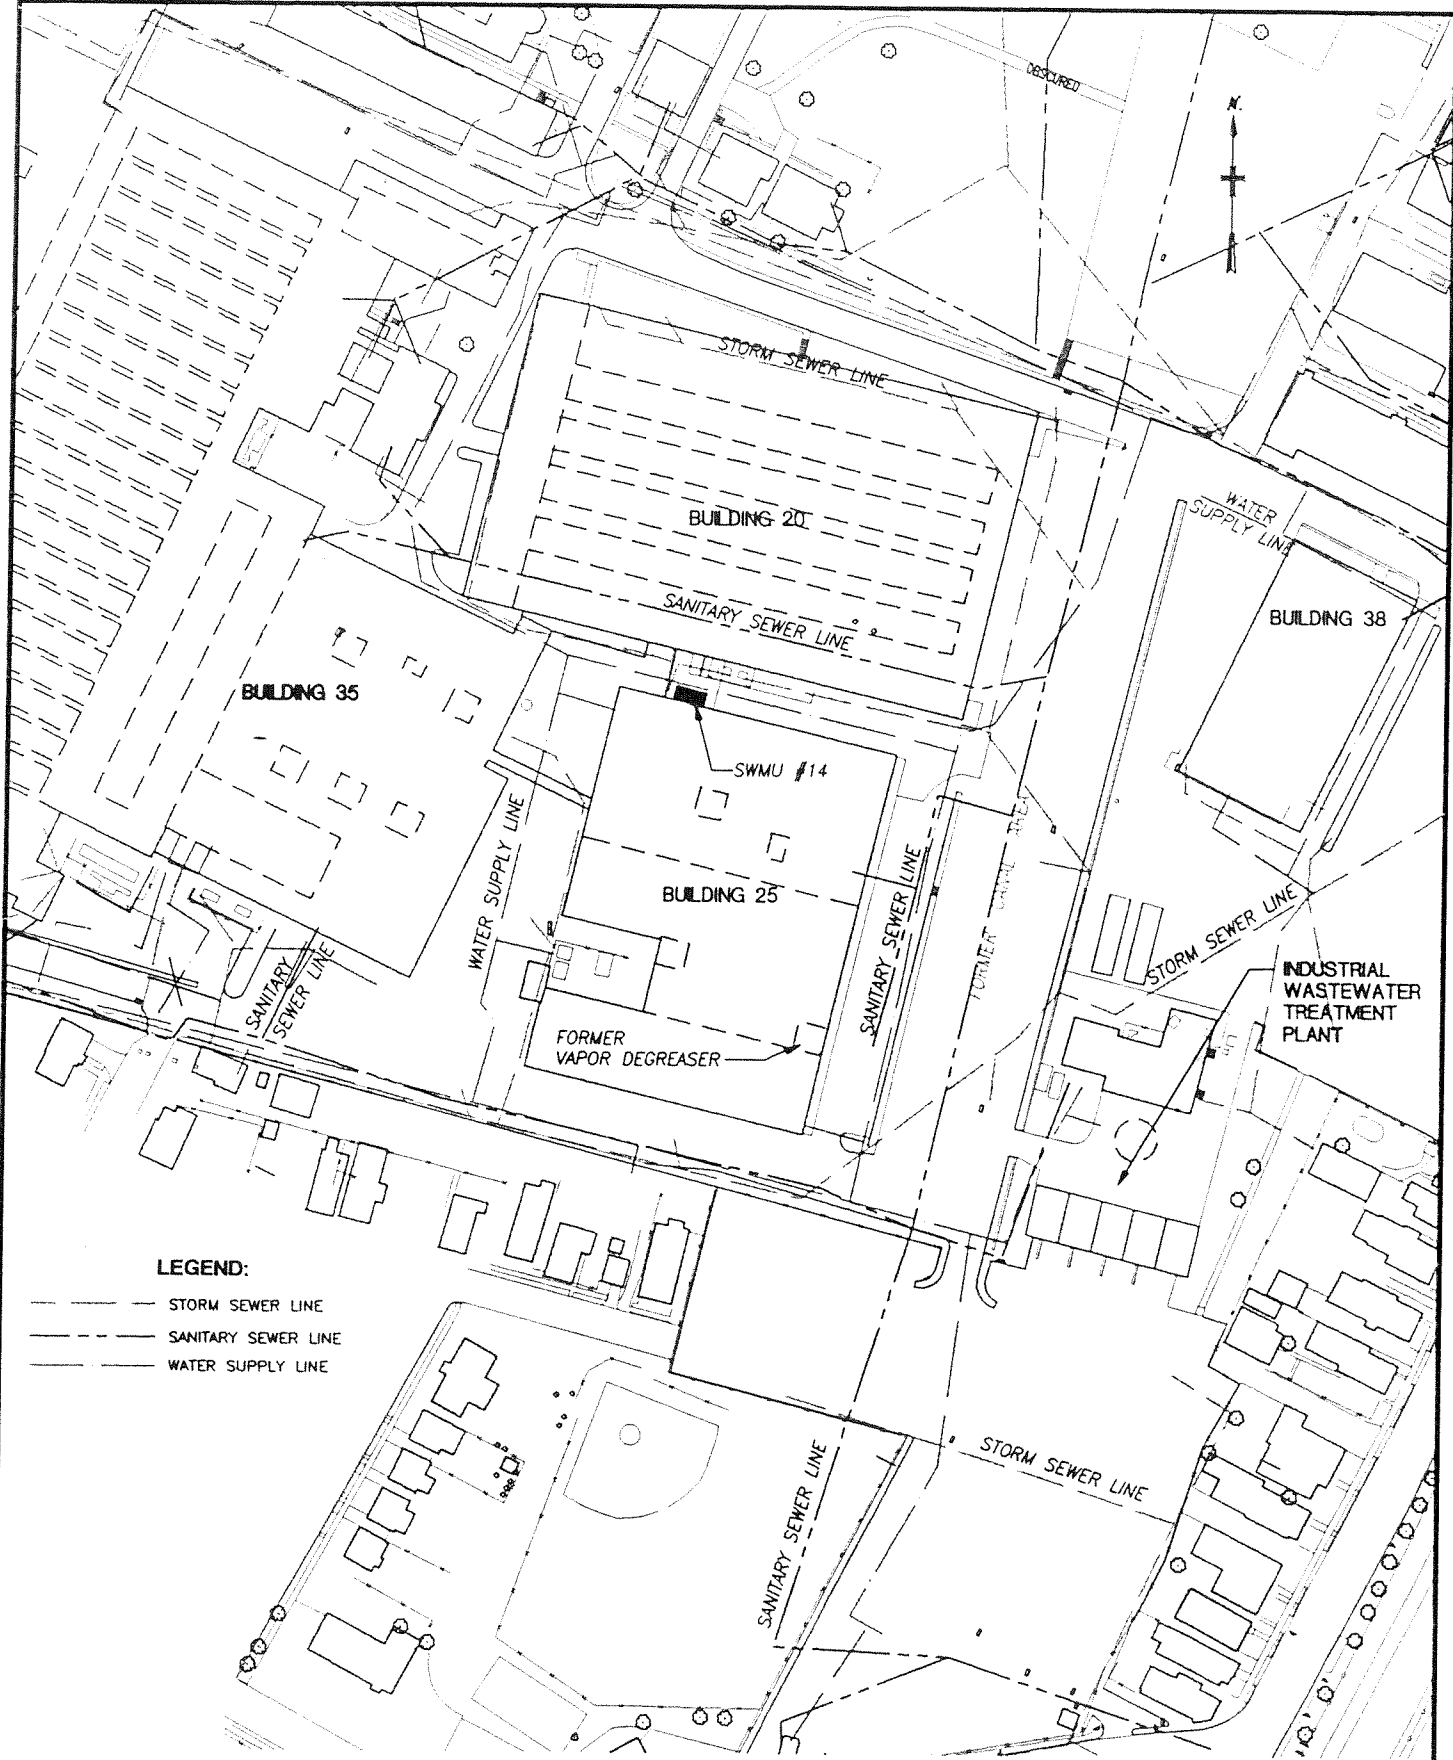 OBSCURED
N.
STORM SEWER LINE
BUILDING 20
WATER
SUPPLY LINE
SANITARY SEWER LINE
BUILDING 38
BUILDING 35
SWMU #14
WATER SUPPLY LINE
BUILDING 25
SANITARY SEWER LINE
FORMER CANAL AREA
STORM SEWER LINE
SANITARY
SEWER LINE
INDUSTRIAL
WASTEWATER
TREATMENT
PLANT
FORMER
VAPOR DEGREASER
LEGEND:
STORM SEWER LINE
SANITARY SEWER LINE
WATER SUPPLY LINE
STORM SEWER LINE
SANITARY SEWER LINE